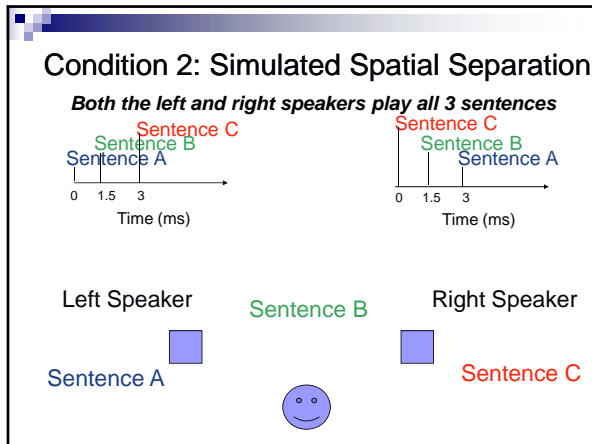 Condition 2: Simulated Spatial Separation
Both the left and right speakers play all 3 sentences
Sentence C
Sentence B
Sentence A
0 1.5 3
Time (ms)
Sentence C
Sentence B
Sentence A
0 1.5 3
Time (ms)
Left Speaker
Sentence B
Right Speaker
Sentence A
Sentence C